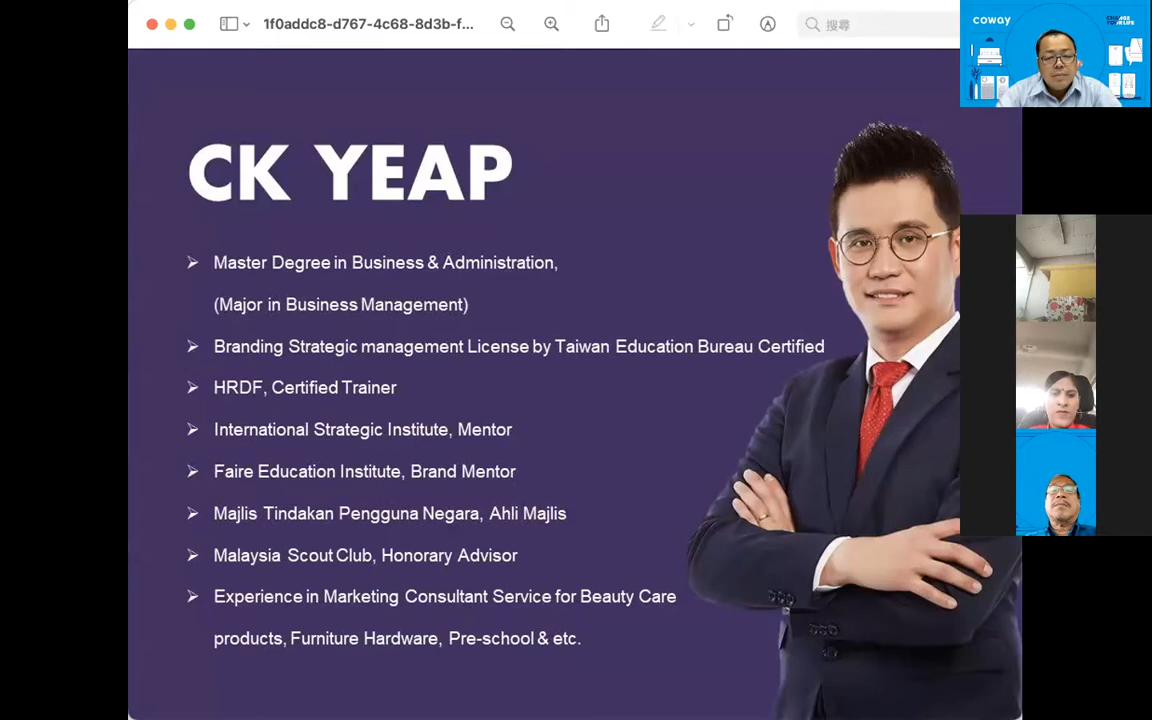 1f0addc8-d767-4c68-8d3b-f...
搜尋
coway
CHANGE
YOUR LIFE
CK YEAP
Master Degree in Business & Administration,
(Major in Business Management)
Branding Strategic management License by Taiwan Education Bureau Certified
HRDF, Certified Trainer
International Strategic Institute, Mentor
Faire Education Institute, Brand Mentor
Majlis Tindakan Pengguna Negara, Ahli Majlis
Malaysia Scout Club, Honorary Advisor
Experience in Marketing Consultant Service for Beauty Care
products, Furniture Hardware, Pre-school & etc.